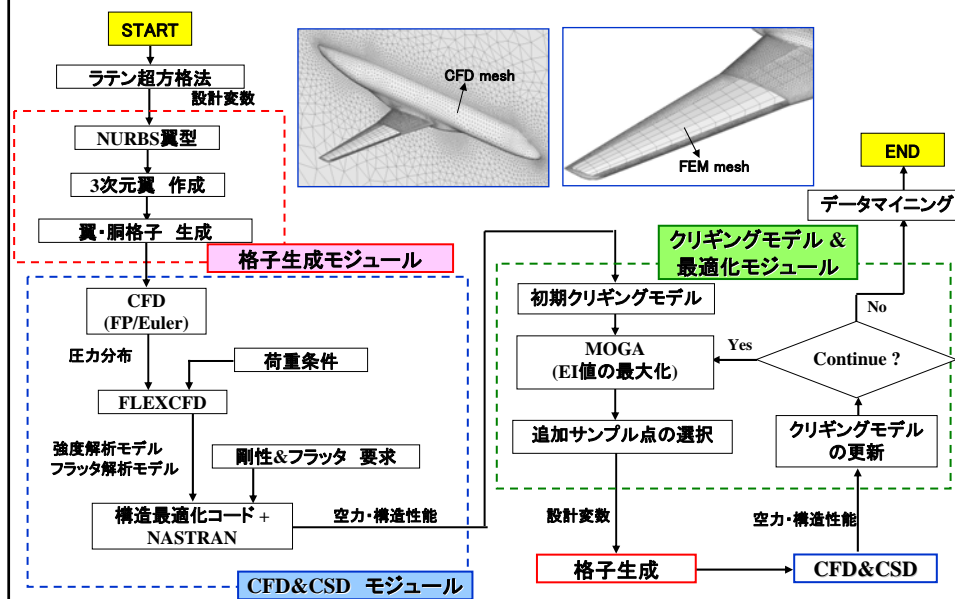 START
ラテン超方格法
設計変数
NURBS翼型
3次元翼 作成
翼・胴格子 生成
格子生成モジュール
CFD
(FP/Euler)
圧力分布
荷重条件
FLEXCFD
強度解析モデル
フラッタ解析モデル
剛性&フラッタ 要求
構造最適化コード +
NASTRAN
空力・構造性能
CFD&CSD モジュール
CFD mesh
FEM mesh
END
データマイニング
クリギングモデル &
最適化モジュール
初期クリギングモデル
No
MOGA
(EI値の最大化)
Yes
Continue ?
追加サンプル点の選択
クリギングモデル
の更新
設計変数
空力・構造性能
格子生成
CFD&CSD